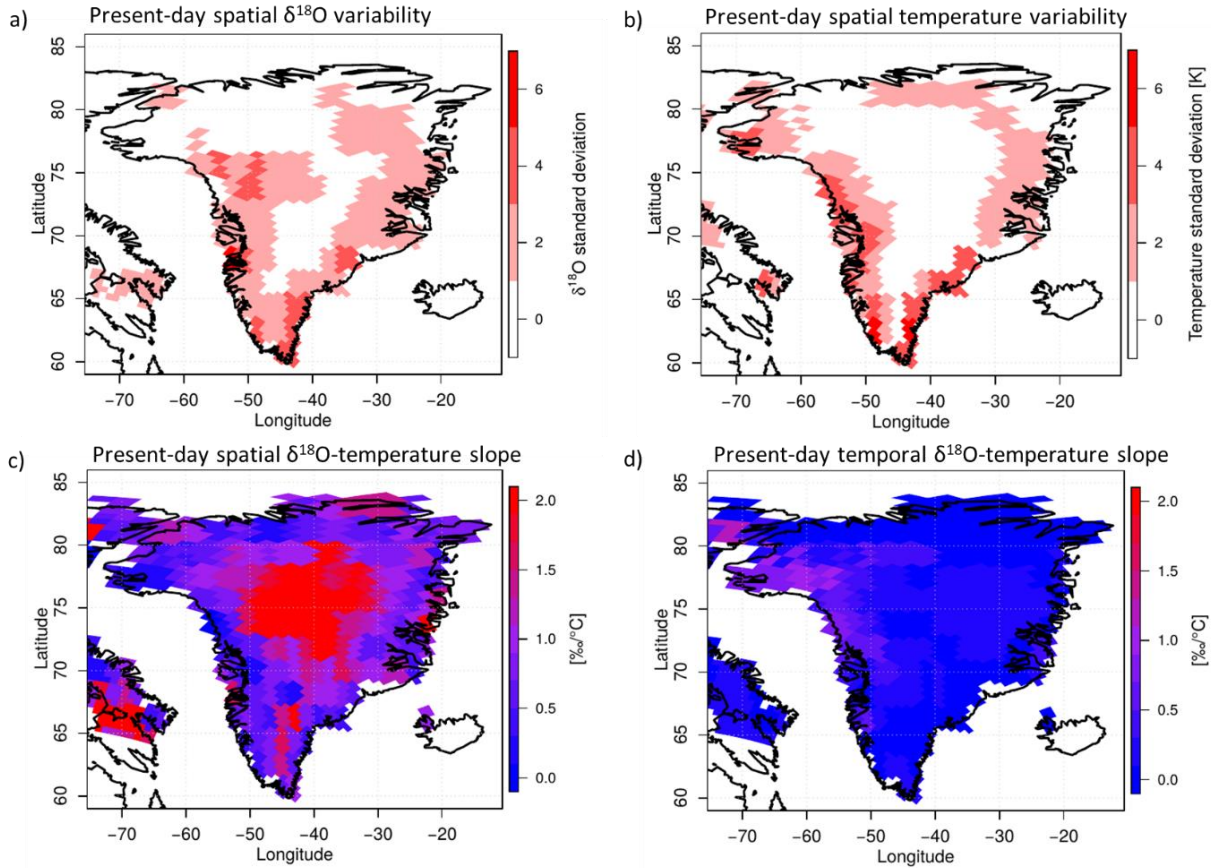 a) Present-day spatial δ¹⁸O variability
85
80
75
70
65
60
Latitude
−70 −60 −50 −40 −30 −20
Longitude
6
4
2
0
δ¹⁸O standard deviation
b) Present-day spatial temperature variability
85
80
75
70
65
60
Latitude
−70 −60 −50 −40 −30 −20
Longitude
6
4
2
0
Temperature standard deviation [K]
c) Present-day spatial δ¹⁸O-temperature slope
85
80
75
70
65
60
Latitude
−70 −60 −50 −40 −30 −20
Longitude
2.0
1.5
1.0
0.5
0.0
[‰/°C]
d) Present-day temporal δ¹⁸O-temperature slope
85
80
75
70
65
60
Latitude
−70 −60 −50 −40 −30 −20
Longitude
2.0
1.5
1.0
0.5
0.0
[‰/°C]